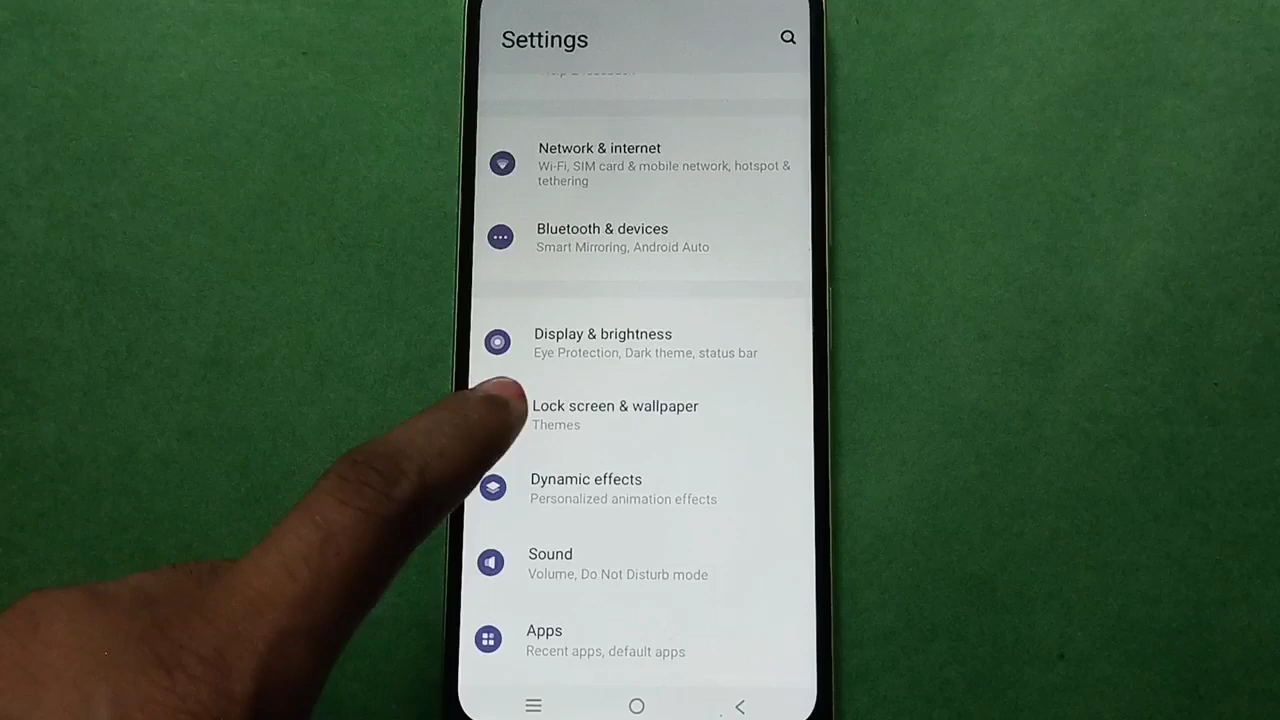 Settings
Network & internet
Wi-Fi, SIM card & mobile network, hotspot &
tethering
Bluetooth & devices
Smart Mirroring, Android Auto
Display & brightness
Eye Protection, Dark theme, status bar
Lock screen & wallpaper
Themes
Dynamic effects
Personalized animation effects
Sound
Volume, Do Not Disturb mode
Apps
Recent apps, default apps